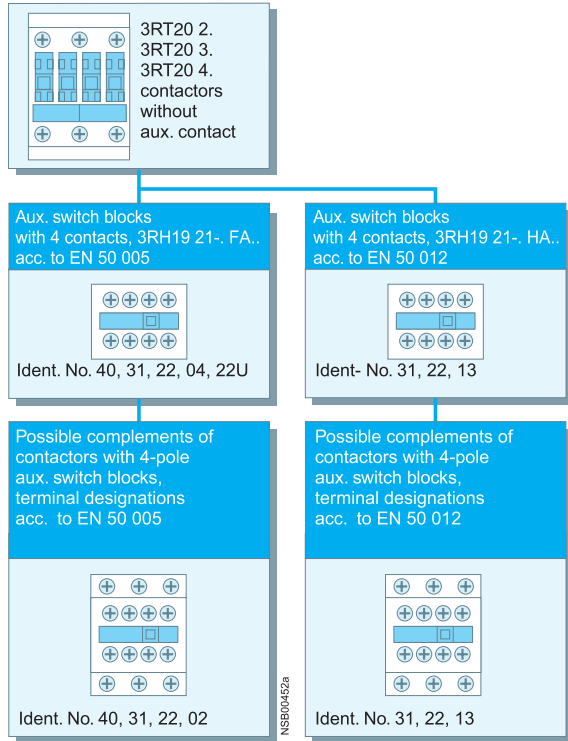 3RT20 2.
3RT20 3.
3RT20 4.
contactors
without
aux. contact
Aux. switch blocks
with 4 contacts, 3RH19 21-. FA..
acc. to EN 50 005
Ident. No. 40, 31, 22, 04, 22U
Aux. switch blocks
with 4 contacts, 3RH19 21-. HA..
acc. to EN 50 012
Ident- No. 31, 22, 13
Possible complements of
contactors with 4-pole
aux. switch blocks,
terminal designations
acc. to EN 50 005
Ident. No. 40, 31, 22, 02
Possible complements of
contactors with 4-pole
aux. switch blocks,
terminal designations
acc. to EN 50 012
Ident. No. 31, 22, 13
NSB00452a